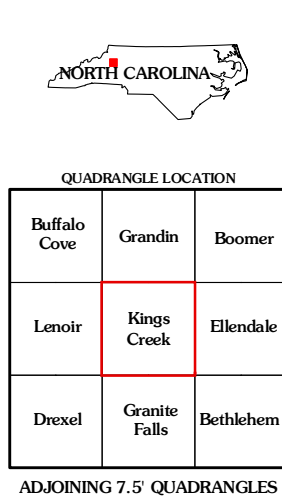 NORTH CAROLINA
QUADRANGLE LOCATION
Buffalo
Cove
Grandin
Boomer
Lenoir
Kings
Creek
Ellendale
Drexel
Granite
Falls
Bethlehem
ADJOINING 7.5' QUADRANGLES